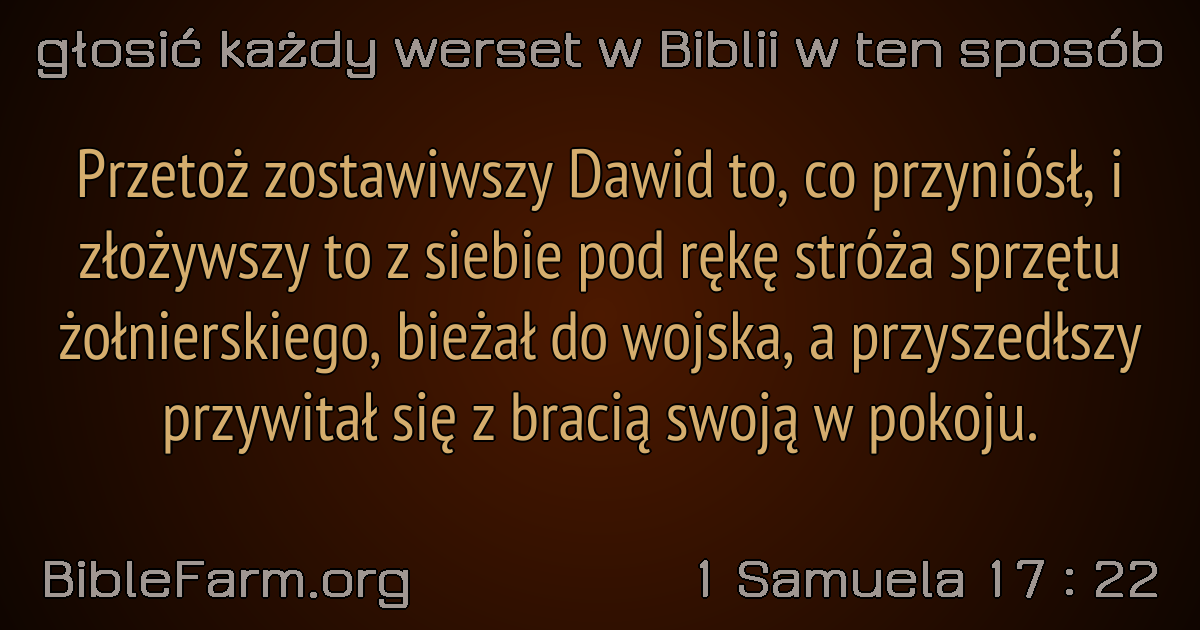 głosić każdy werset w Biblii w ten sposób
Przetoż zostawiwszy Dawid to, co przyniósł, i
złożywszy to z siebie pod rękę stróża sprzętu
żołnierskiego, bieżał do wojska, a przyszedłszy
przywitał się z bracią swoją w pokoju.
BibleFarm.org
1 Samuela 17 : 22